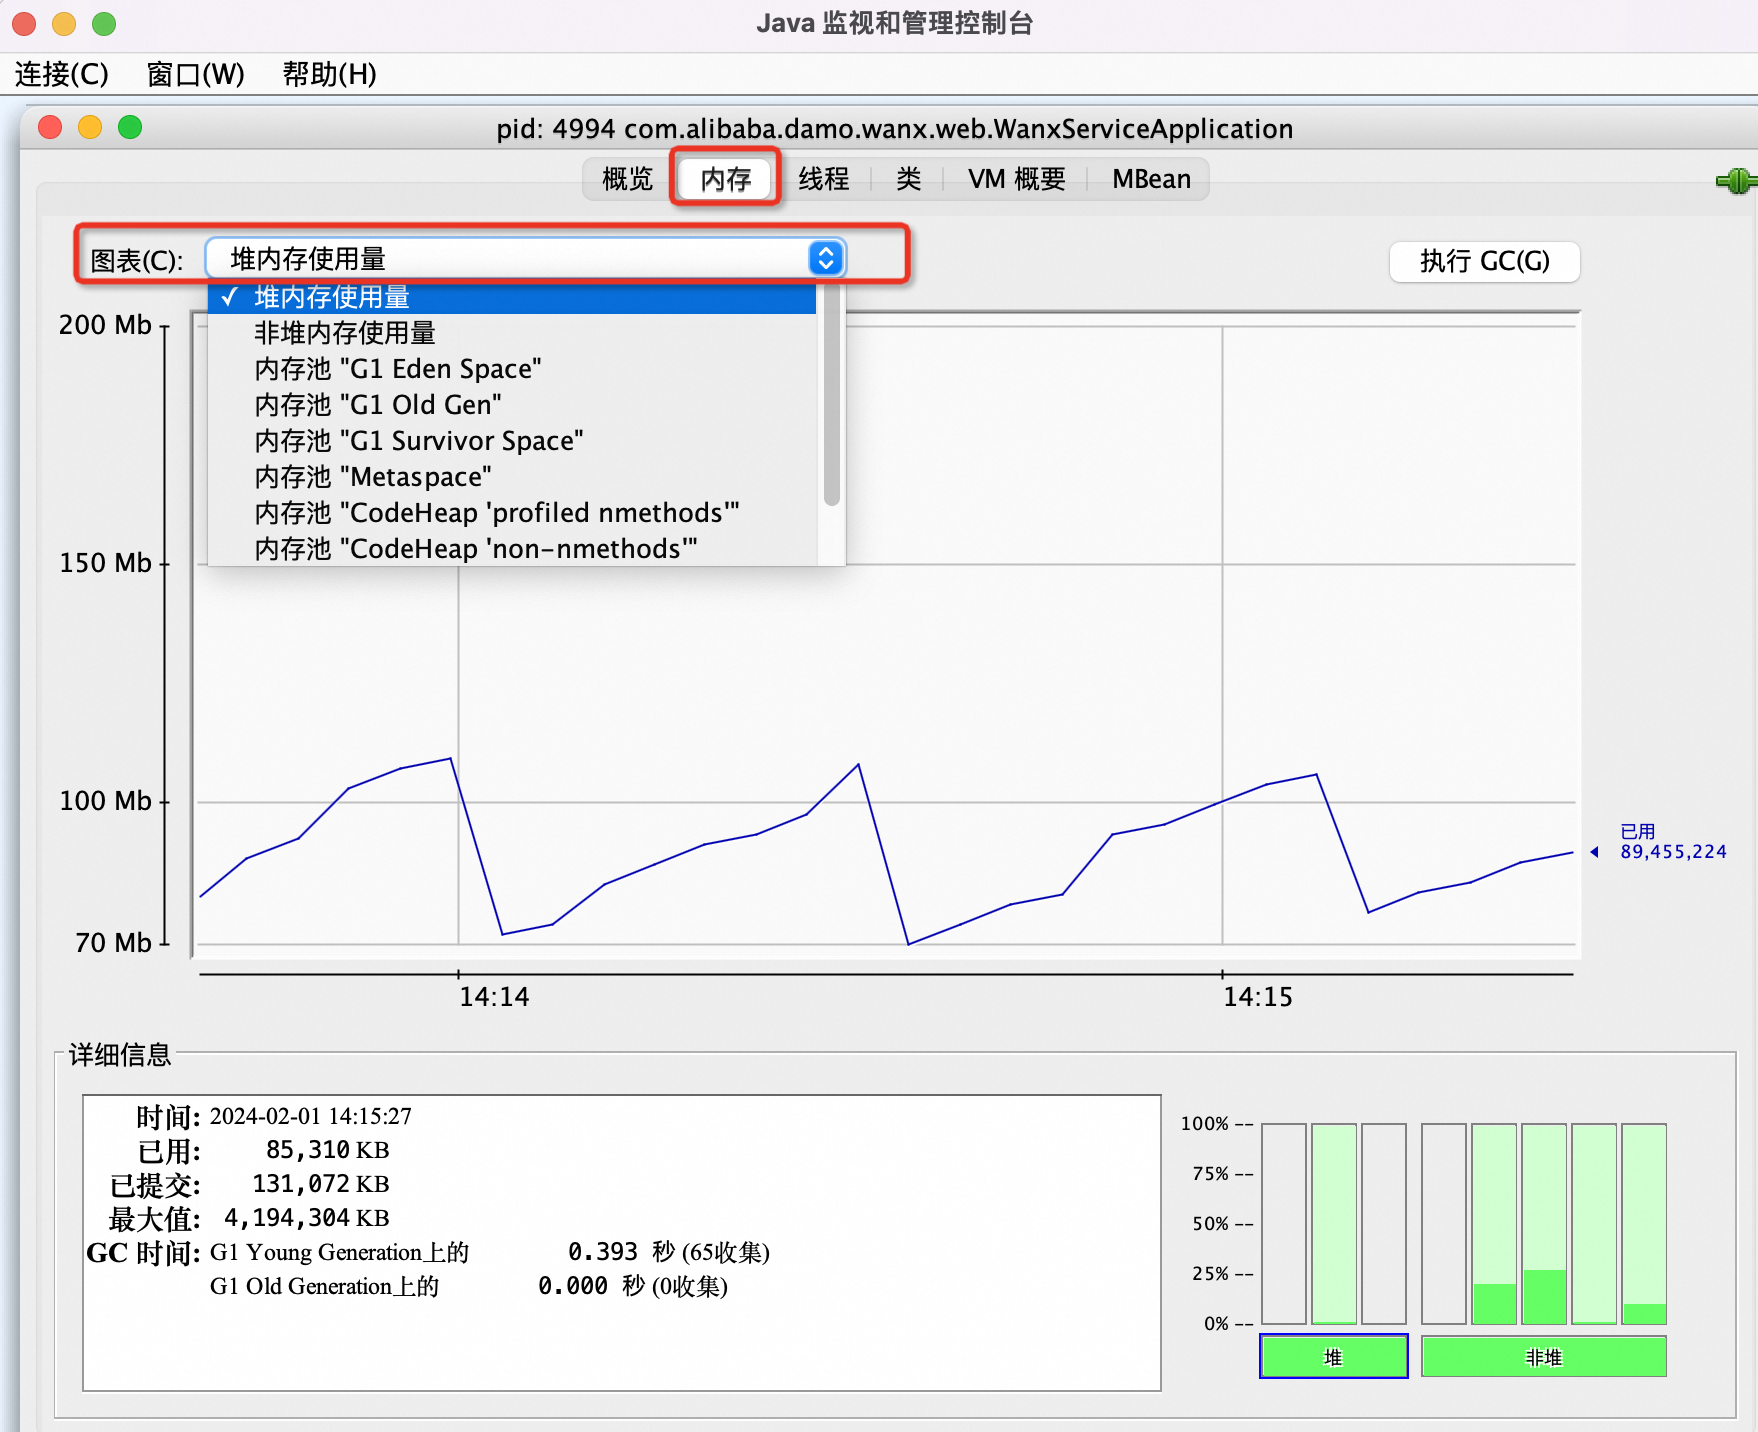 Java 监视和管理控制台
连接(C) 窗口(W) 帮助(H)
pid: 4994 com.alibaba.damo.wanx.web.WanxServiceApplication
概览 内存 线程 类 VM 概要 MBean
图表(C): 堆内存使用量 执行 GC(G)
✓ 堆内存使用量
非堆内存使用量
内存池 "G1 Eden Space"
内存池 "G1 Old Gen"
内存池 "G1 Survivor Space"
内存池 "Metaspace"
内存池 "CodeHeap 'profiled nmethods'"
内存池 "CodeHeap 'non-nmethods'"
200 Mb
150 Mb
100 Mb
70 Mb
已用
89,455,224
14:14 14:15
详细信息
时间: 2024-02-01 14:15:27
已用: 85,310 KB
已提交: 131,072 KB
最大值: 4,194,304 KB
GC 时间: G1 Young Generation上的 0.393 秒 (65收集)
G1 Old Generation上的 0.000 秒 (0收集)
100% --
75% --
50% --
25% --
0% --
堆 非堆